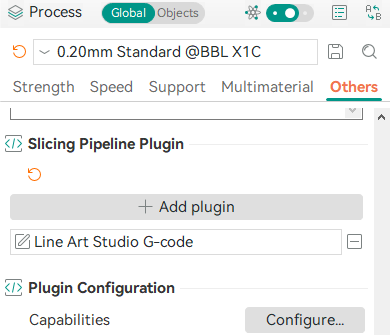 Process Global Objects
0.20mm Standard @BBL X1C
Strength Speed Support Multimaterial Others
Slicing Pipeline Plugin
Add plugin
Line Art Studio G-code
Plugin Configuration
Capabilities Configure...